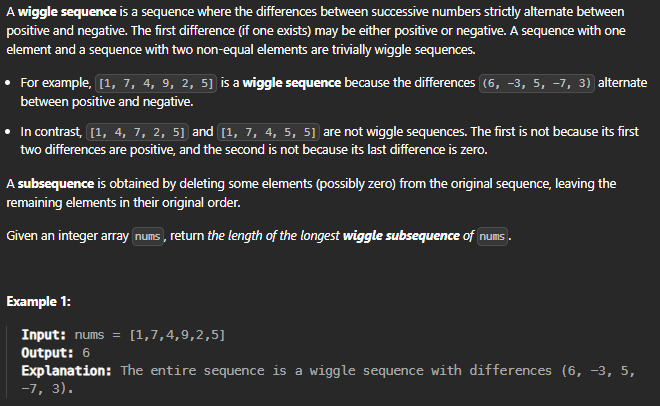 A wiggle sequence is a sequence where the differences between successive numbers strictly alternate between
positive and negative. The first difference (if one exists) may be either positive or negative. A sequence with one
element and a sequence with two non-equal elements are trivially wiggle sequences.
• For example, [1, 7, 4, 9, 2, 5] is a wiggle sequence because the differences (6, -3, 5, -7, 3) alternate
between positive and negative.
• In contrast, [1, 4, 7, 2, 5] and [1, 7, 4, 5, 5] are not wiggle sequences. The first is not because its first
two differences are positive, and the second is not because its last difference is zero.
A subsequence is obtained by deleting some elements (possibly zero) from the original sequence, leaving the
remaining elements in their original order.
Given an integer array nums, return the length of the longest wiggle subsequence of nums.
Example 1:
Input: nums = [1,7,4,9,2,5]
Output: 6
Explanation: The entire sequence is a wiggle sequence with differences (6, -3, 5,
-7, 3).